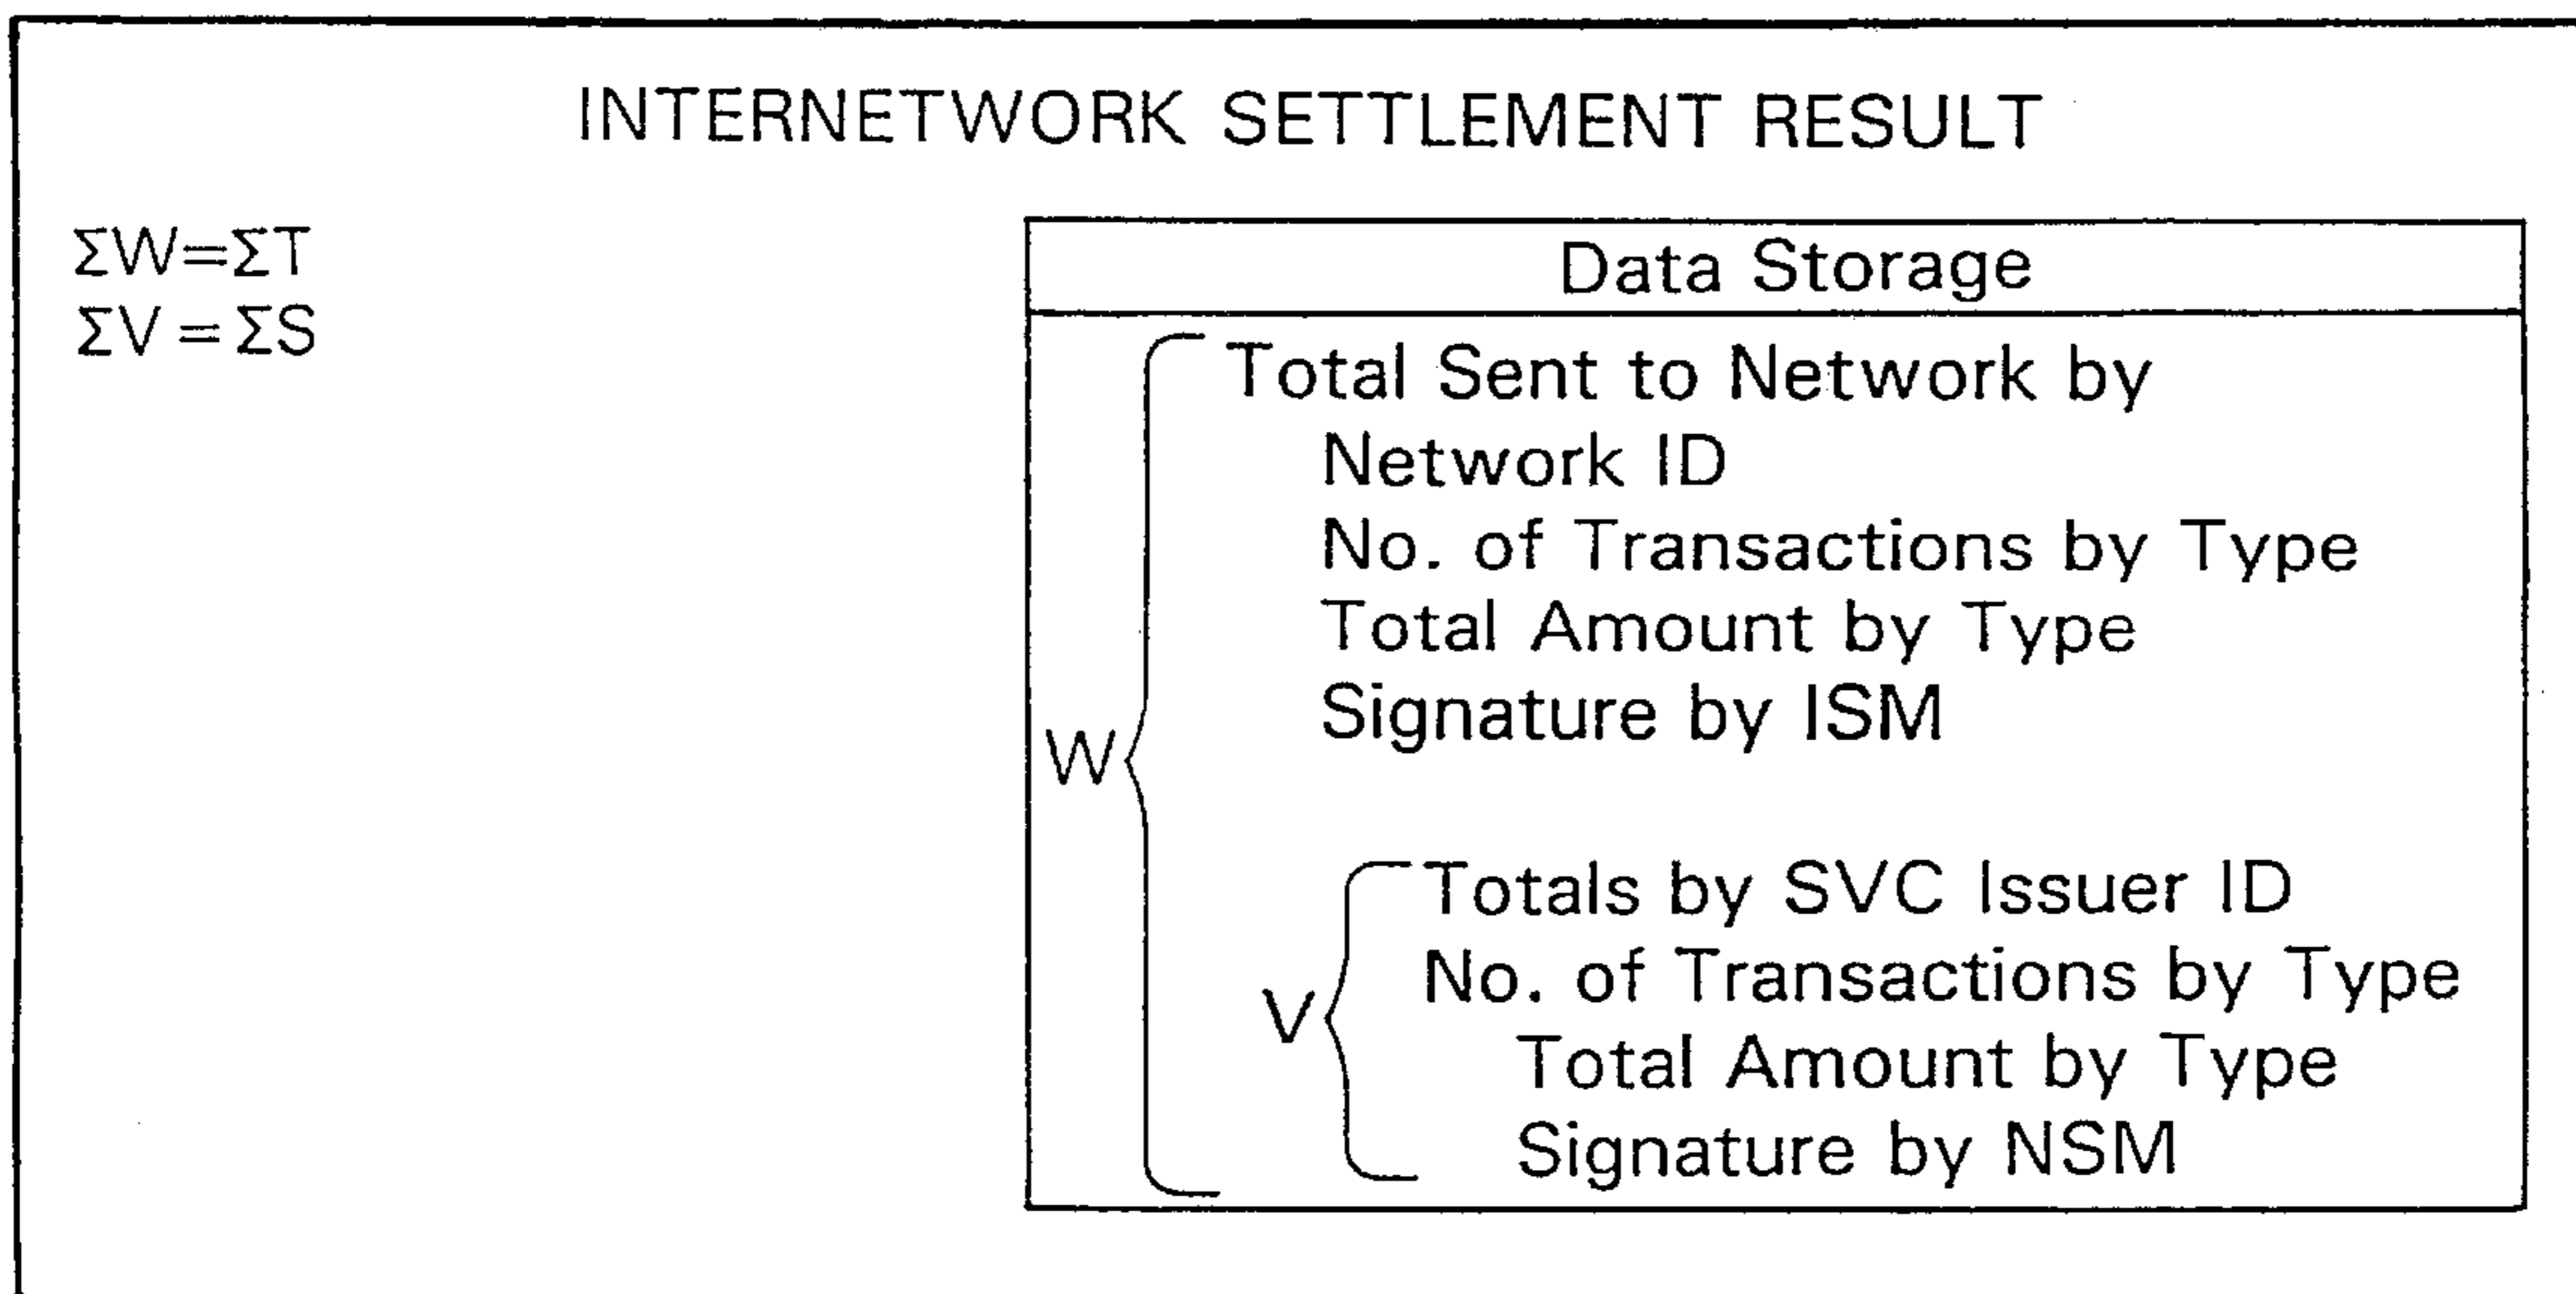 INTERNETWORK SETTLEMENT RESULT
ΣW=ΣT
ΣV=ΣS
Data Storage
W
Total Sent to Network by
Network ID
No. of Transactions by Type
Total Amount by Type
Signature by ISM
V
Totals by SVC Issuer ID
No. of Transactions by Type
Total Amount by Type
Signature by NSM